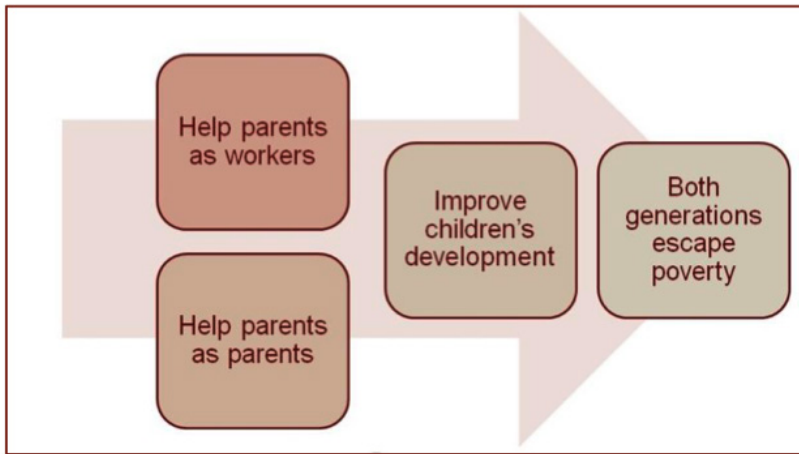 Help parents
as workers
Help parents
as parents
Improve
children's
development
Both
generations
escape
poverty